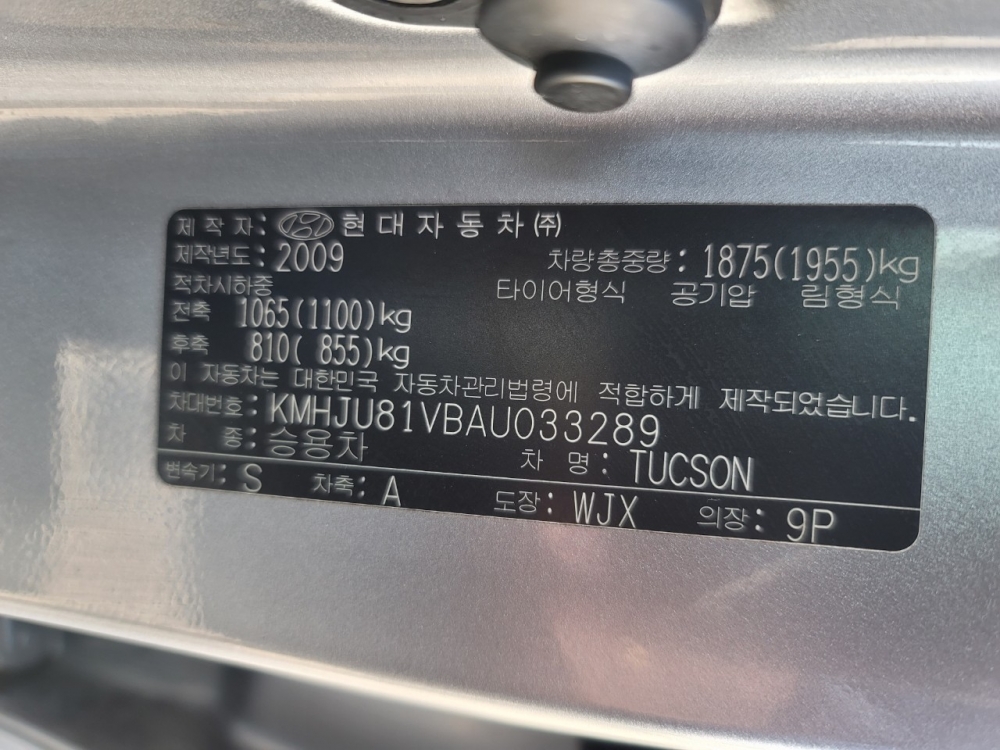 제 작 자: 현 대 자 동 차 ㈜
제작년도: 2009 차량총중량: 1875(1955)kg
적차시하중 타이어형식 공기압 림형식
전축 1065(1100)kg
후축 810( 855)kg
이 자동차는 대한민국 자동차관리법령에 적합하게 제작되었습니다.
차대번호: KMHJU81VBAU033289
차 종: 승용차 차 명: TUCSON
변속기: S 차축: A 도장: WJX 의장: 9P